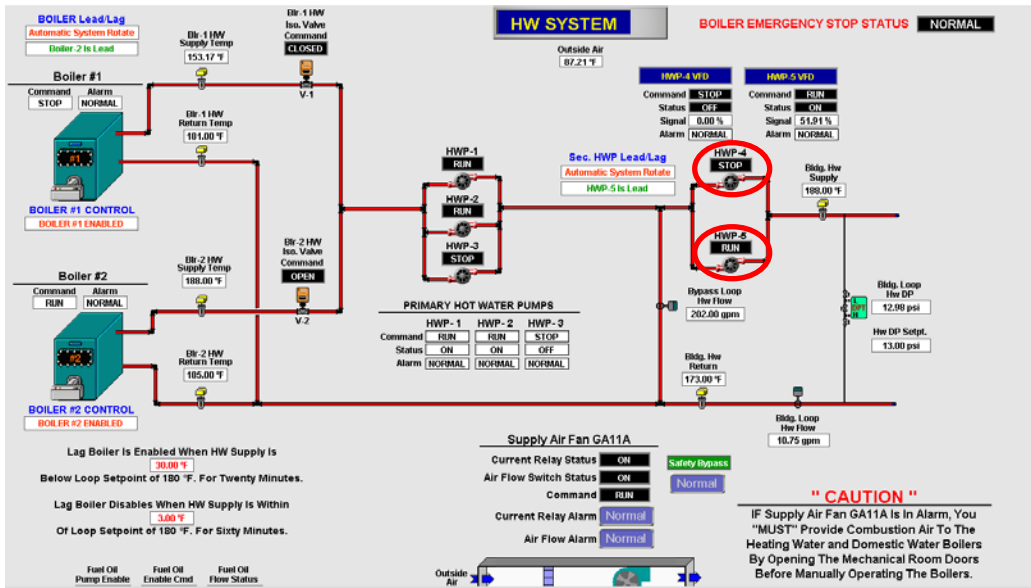 HW SYSTEM
BOILER EMERGENCY STOP STATUS NORMAL
BOILER Lead/Lag
Automatic System Rotate
Boiler-2 Is Lead
Blr-1 HW
Supply Temp
153.17 °F
Blr-1 HW
Iso. Valve
Command
CLOSED
V-1
Outside Air
87.21 °F
Boiler #1
Command Alarm
STOP NORMAL
#1
BOILER #1 CONTROL
BOILER #1 ENABLED
Blr-1 HW
Return Temp
101.00 °F
HWP-4 VFD
Command STOP
Status OFF
Signal 0.00 %
Alarm NORMAL
HWP-5 VFD
Command RUN
Status ON
Signal 51.91 %
Alarm NORMAL
HWP-1
RUN
HWP-2
RUN
HWP-3
STOP
Sec. HWP Lead/Lag
Automatic System Rotate
HWP-5 Is Lead
HWP-4
STOP
HWP-5
RUN
Bldg. Hw
Supply
188.00 °F
Boiler #2
Command Alarm
RUN NORMAL
#2
BOILER #2 CONTROL
BOILER #2 ENABLED
Blr-2 HW
Supply Temp
188.00 °F
Blr-2 HW
Iso. Valve
Command
OPEN
V-2
Blr-2 HW
Return Temp
185.00 °F
PRIMARY HOT WATER PUMPS
HWP- 1 HWP- 2 HWP- 3
Command RUN RUN STOP
Status ON ON OFF
Alarm NORMAL NORMAL NORMAL
Bypass Loop
Hw Flow
202.00 gpm
Bldg. Hw
Return
173.00 °F
L
DPT
H
Bldg. Loop
Hw DP
12.98 psi
Hw DP Setpt.
13.00 psi
Bldg. Loop
Hw Flow
10.75 gpm
Lag Boiler Is Enabled When HW Supply Is
30.00 °F
Below Loop Setpoint of 180 °F. For Twenty Minutes.
Lag Boiler Disables When HW Supply Is Within
3.00 °F
Of Loop Setpoint of 180 °F. For Sixty Minutes.
Fuel Oil
Pump Enable
Fuel Oil
Enable Cmd
Fuel Oil
Flow Status
Supply Air Fan GA11A
Current Relay Status ON
Air Flow Switch Status ON
Command RUN
Current Relay Alarm Normal
Air Flow Alarm Normal
Safety Bypass
Normal
Outside
Air
" CAUTION "
IF Supply Air Fan GA11A Is In Alarm, You
"MUST" Provide Combustion Air To The
Heating Water and Domestic Water Boilers
By Opening The Mechanical Room Doors
Before Manually Operating The Boilers.